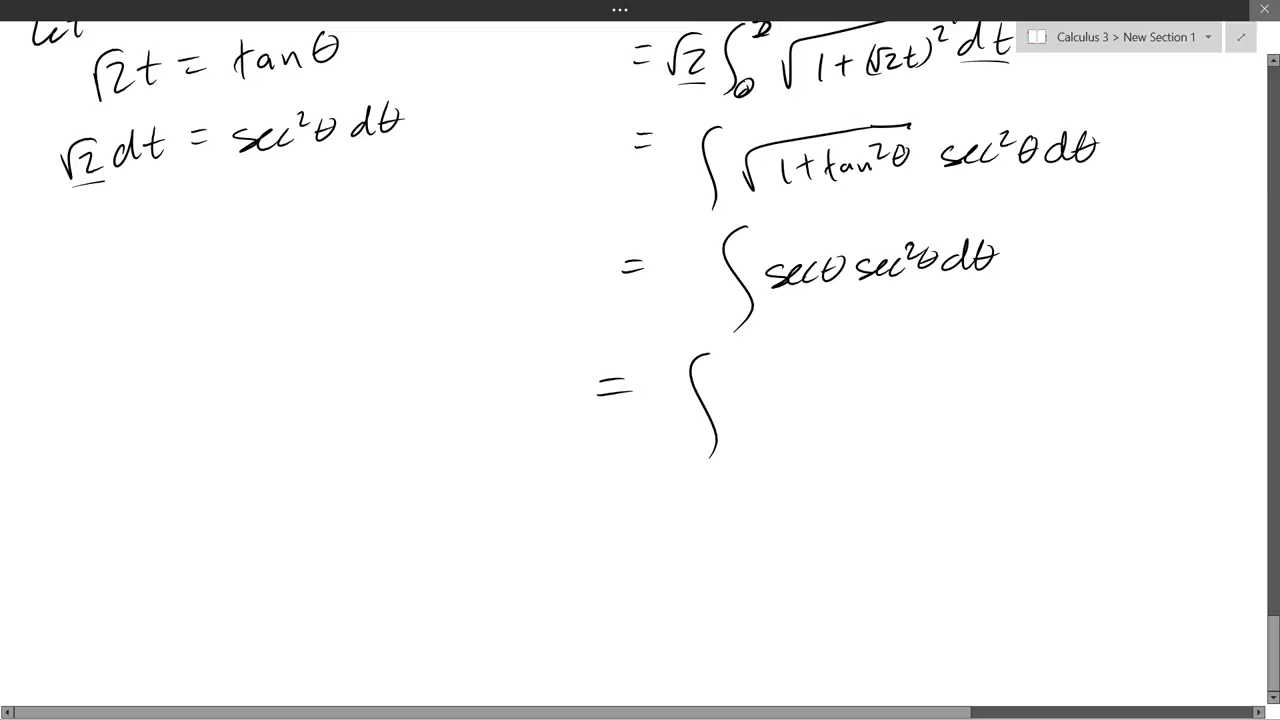 ...
Calculus 3 > New Section 1
let
√2 t = tan θ
√2 dt = sec²θ dθ
= √2 ∫₀ √1 + (√2t)² dt
= ∫ √1 + tan²θ sec²θ dθ
= ∫ secθ sec²θ dθ
= ∫